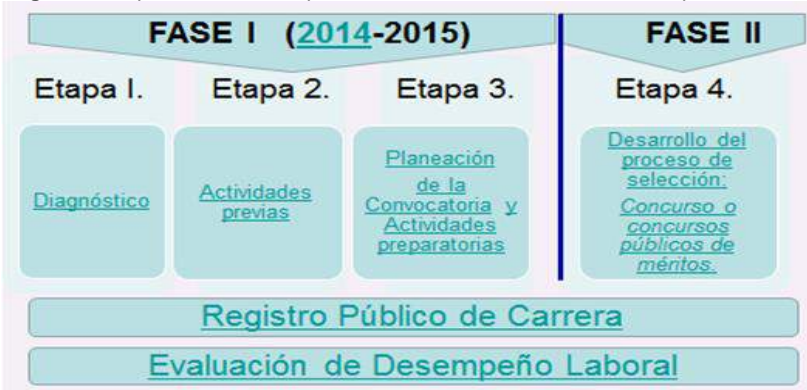 FASE I (2014-2015)
FASE II
Etapa I.
Etapa 2.
Etapa 3.
Etapa 4.
Diagnóstico
Actividades
previas
Planeación
de la
Convocatoria y
Actividades
preparatorias
Desarrollo del
proceso de
selección:
Concurso o
concursos
públicos de
méritos.
Registro Público de Carrera
Evaluación de Desempeño Laboral